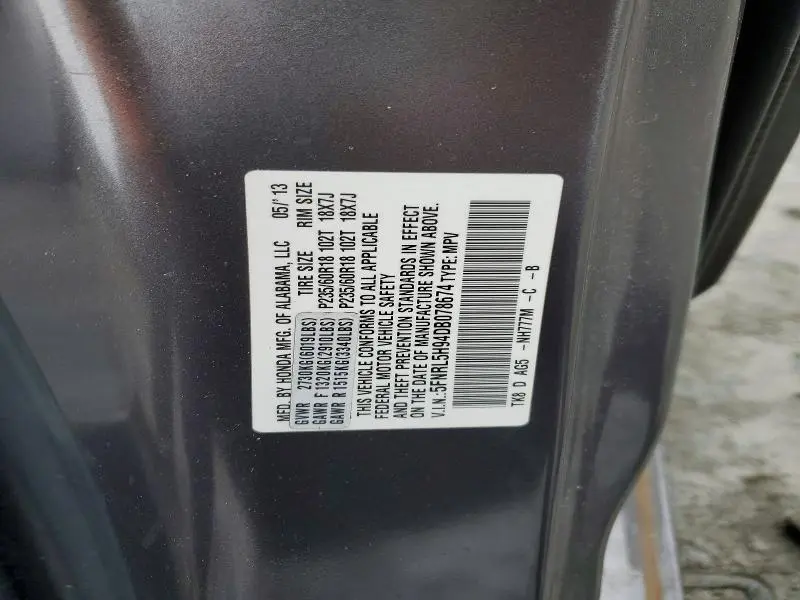 MFD. BY HONDA MFG. OF ALABAMA, LLC 05/'13
GVWR 2730KG(6019LBS) TIRE SIZE RIM SIZE
GAWR F 1320KG(2910LBS) P235/60R18 102T 18X7J
GAWR R 1515KG(3340LBS) P235/60R18 102T 18X7J
THIS VEHICLE CONFORMS TO ALL APPLICABLE
FEDERAL MOTOR VEHICLE SAFETY
AND THEFT PREVENTION STANDARDS IN EFFECT
ON THE DATE OF MANUFACTURE SHOWN ABOVE.
V.I.N.:5FNRL5H94DB078674 TYPE: MPV
TK8 D AG5 -NH777M -C -B